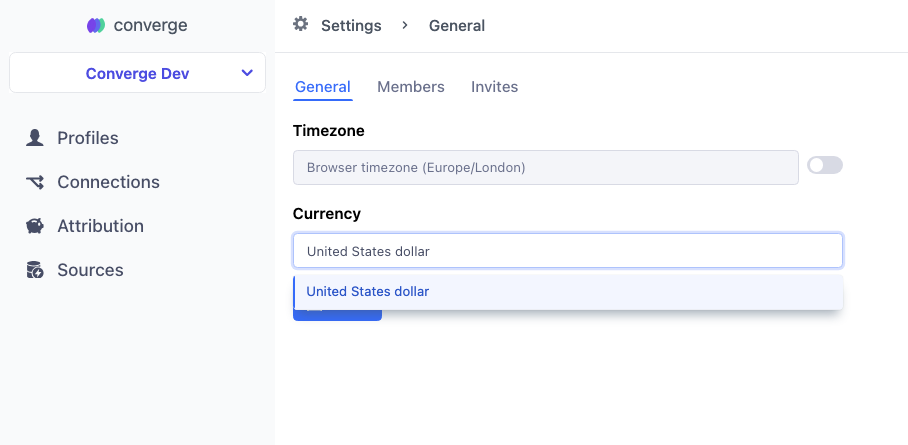 converge
Settings > General
Converge Dev
General Members Invites
Profiles
Connections
Attribution
Sources
Timezone
Browser timezone (Europe/London)
Currency
United States dollar
United States dollar